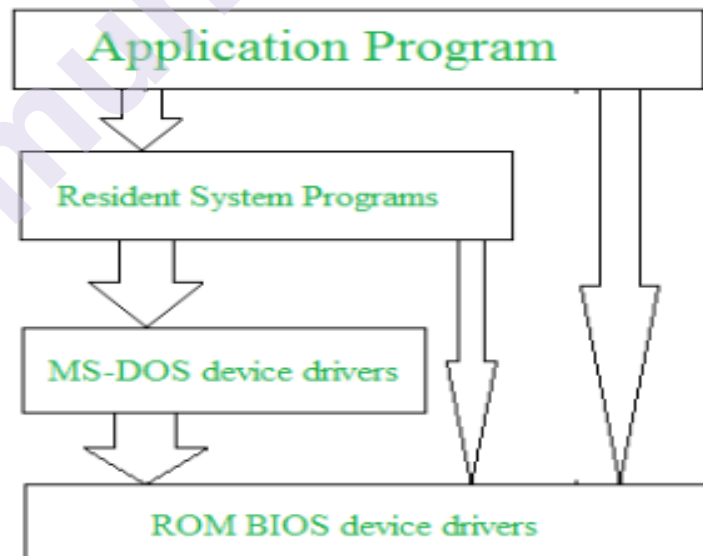 Application Program
Resident System Programs
MS-DOS device drivers
ROM BIOS device drivers